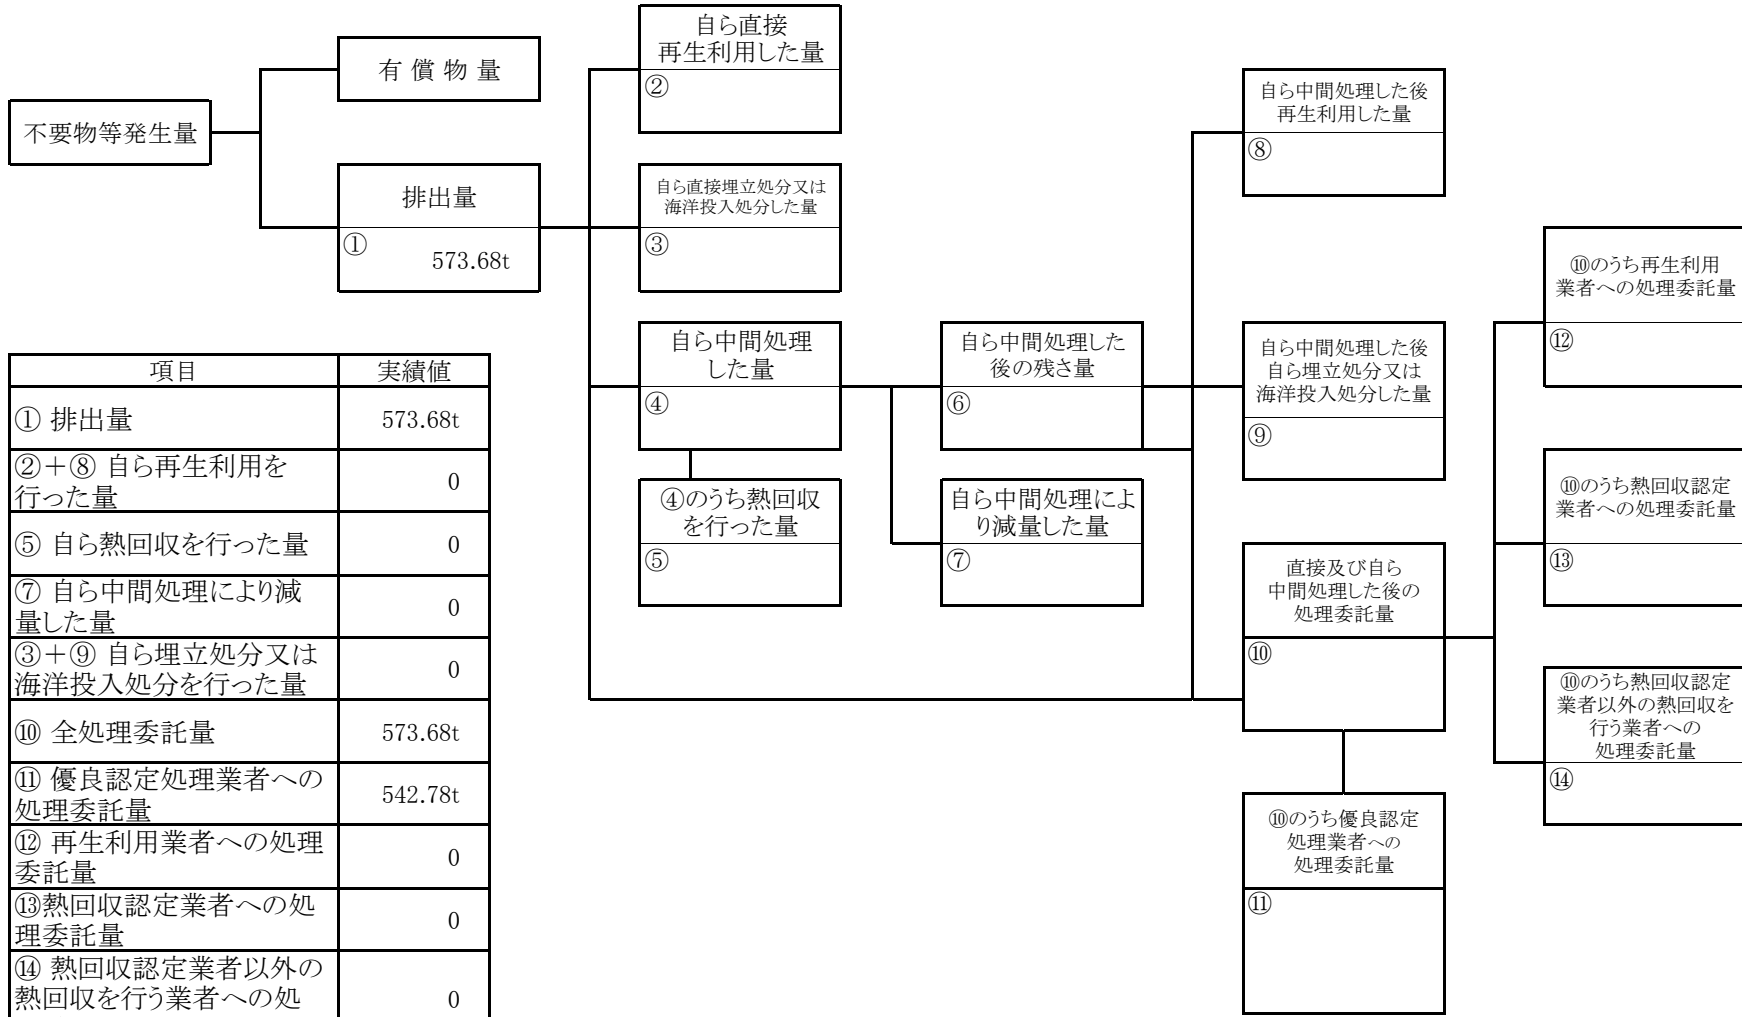 不要物等発生量
有 償 物 量
排出量
①
573.68t
自ら直接
再生利用した量
②
自ら直接埋立処分又は
海洋投入処分した量
③
自ら中間処理
した量
④
④のうち熱回収
を行った量
⑤
自ら中間処理した
後の残さ量
⑥
自ら中間処理によ
り減量した量
⑦
自ら中間処理した後
再生利用した量
⑧
自ら中間処理した後
自ら埋立処分又は
海洋投入処分した量
⑨
直接及び自ら
中間処理した後の
処理委託量
⑩
⑩のうち優良認定
処理業者への
処理委託量
⑪
⑩のうち再生利用
業者への処理委託量
⑫
⑩のうち熱回収認定
業者への処理委託量
⑬
⑩のうち熱回収認定
業者以外の熱回収を
行う業者への
処理委託量
⑭
項目 実績値
① 排出量 573.68t
②＋⑧ 自ら再生利用を
行った量 0
⑤ 自ら熱回収を行った量 0
⑦ 自ら中間処理により減
量した量 0
③＋⑨ 自ら埋立処分又は
海洋投入処分を行った量 0
⑩ 全処理委託量 573.68t
⑪ 優良認定処理業者への
処理委託量 542.78t
⑫ 再生利用業者への処理
委託量 0
⑬熱回収認定業者への処
理委託量 0
⑭ 熱回収認定業者以外の
熱回収を行う業者への処 0